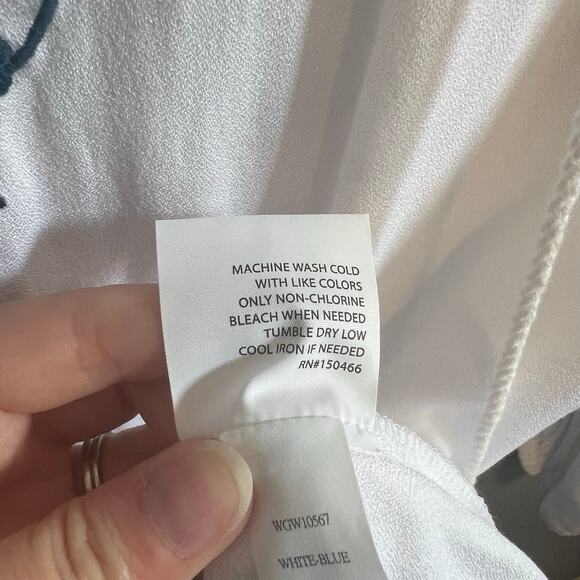 MACHINE WASH COLD
WITH LIKE COLORS
ONLY NON-CHLORINE
BLEACH WHEN NEEDED
TUMBLE DRY LOW
COOL IRON IF NEEDED
RN#150466
WGW10567
WHITE-BLUE